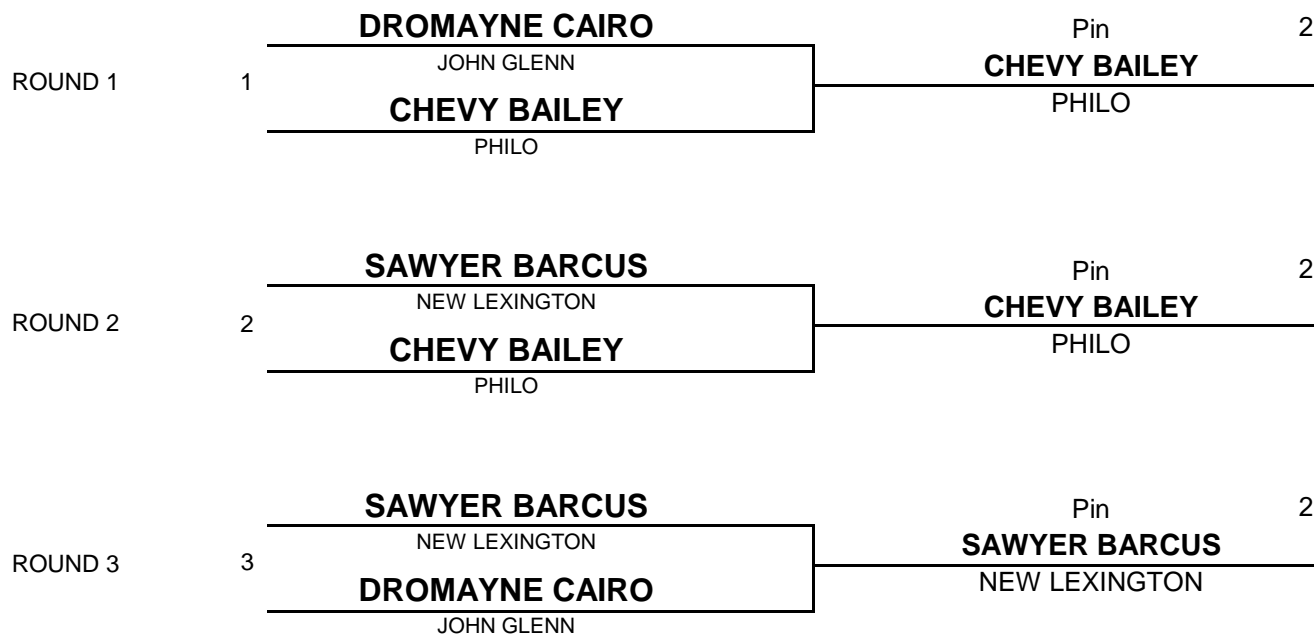 DROMAYNE CAIRO
JOHN GLENN
ROUND 1 1
CHEVY BAILEY
PHILO
Pin 2
CHEVY BAILEY
PHILO
SAWYER BARCUS
NEW LEXINGTON
ROUND 2 2
CHEVY BAILEY
PHILO
Pin 2
CHEVY BAILEY
PHILO
SAWYER BARCUS
NEW LEXINGTON
ROUND 3 3
DROMAYNE CAIRO
JOHN GLENN
Pin 2
SAWYER BARCUS
NEW LEXINGTON